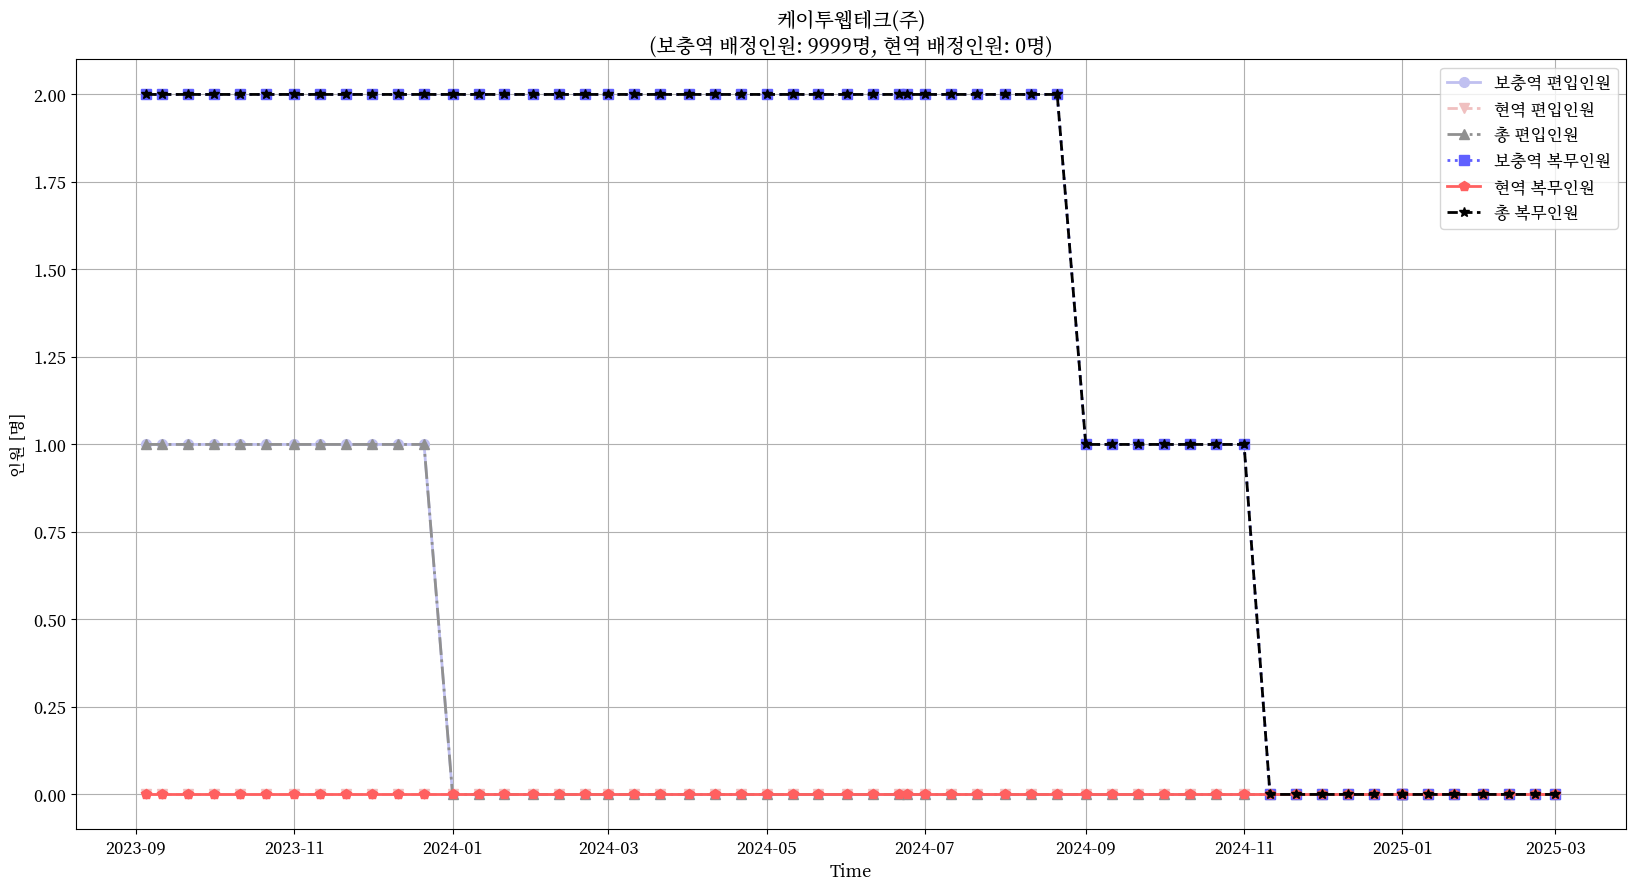 케이투웹테크(주)
(보충역 배정인원: 9999명, 현역 배정인원: 0명)
보충역 편입인원
현역 편입인원
총 편입인원
보충역 복무인원
현역 복무인원
총 복무인원
인원 [명]
2.00
1.75
1.50
1.25
1.00
0.75
0.50
0.25
0.00
2023-09
2023-11
2024-01
2024-03
2024-05
2024-07
2024-09
2024-11
2025-01
2025-03
Time